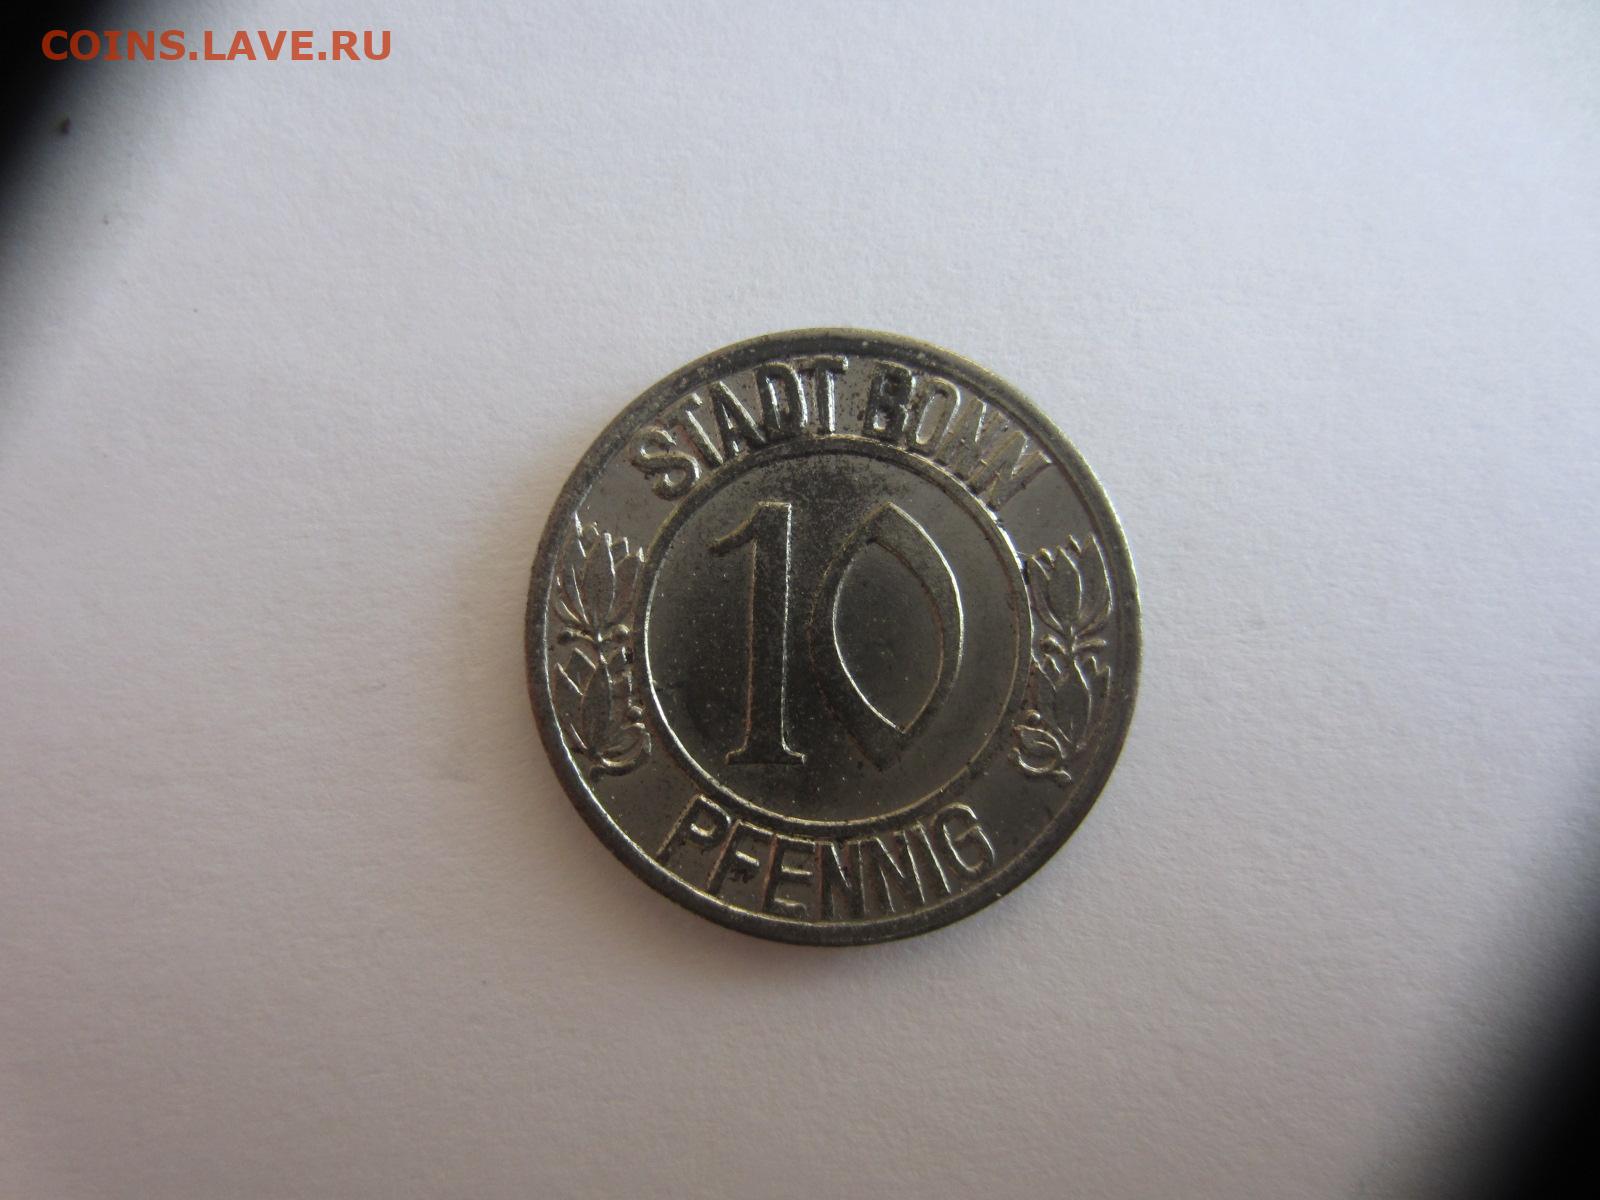 COINS.LAVE.RU
STADT BONN
10
PFENNIG